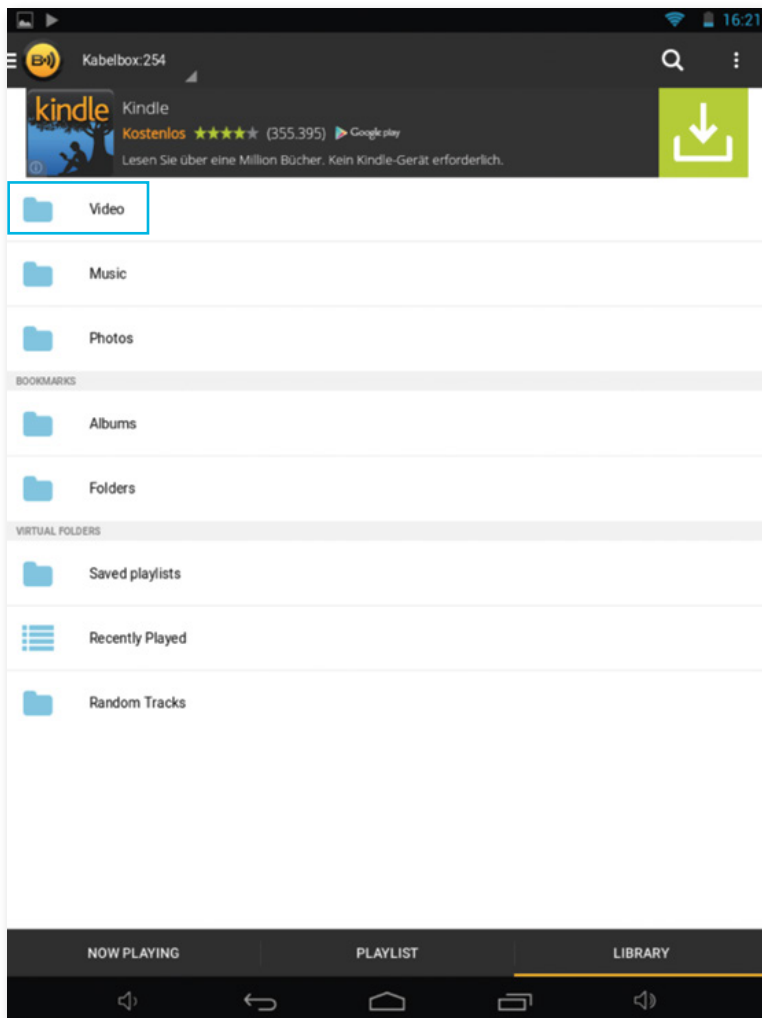 16:21
Kabelbox:254
kindle
Kindle
Kostenlos (355.395) Google play
Lesen Sie über eine Million Bücher. Kein Kindle-Gerät erforderlich.
Video
Music
Photos
BOOKMARKS
Albums
Folders
VIRTUAL FOLDERS
Saved playlists
Recently Played
Random Tracks
NOW PLAYING PLAYLIST LIBRARY